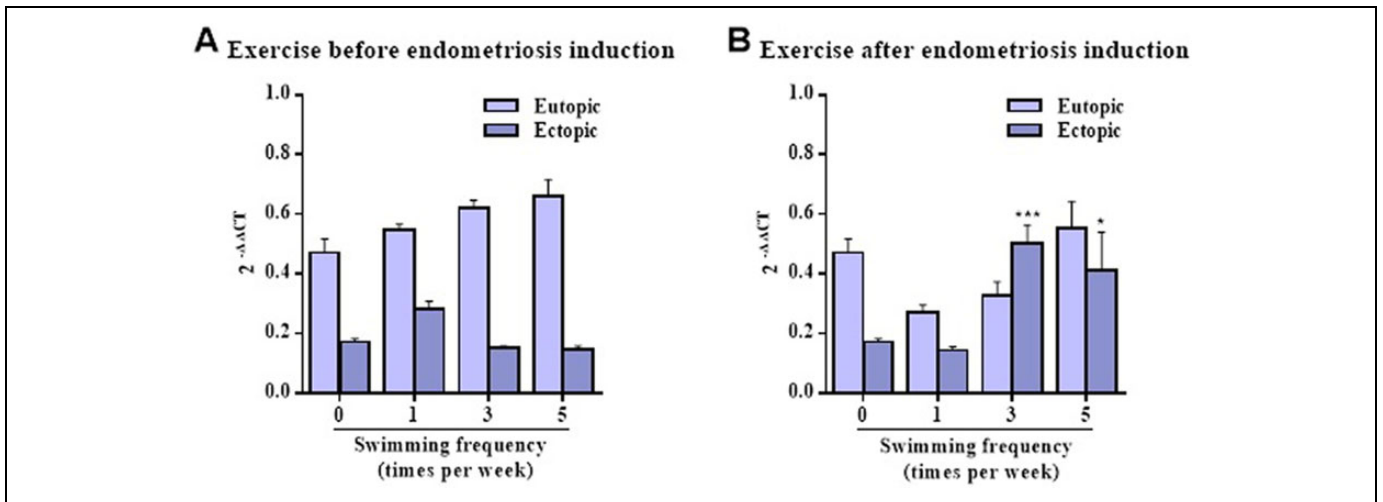 A Exercise before endometriosis induction
1.0
0.8
0.6
0.4
0.2
0.0
2 -ΔΔCT
Eutopic
Ectopic
0 1 3 5
Swimming frequency
(times per week)
B Exercise after endometriosis induction
1.0
0.8
0.6
0.4
0.2
0.0
2 -ΔΔCT
Eutopic
Ectopic
***
*
0 1 3 5
Swimming frequency
(times per week)